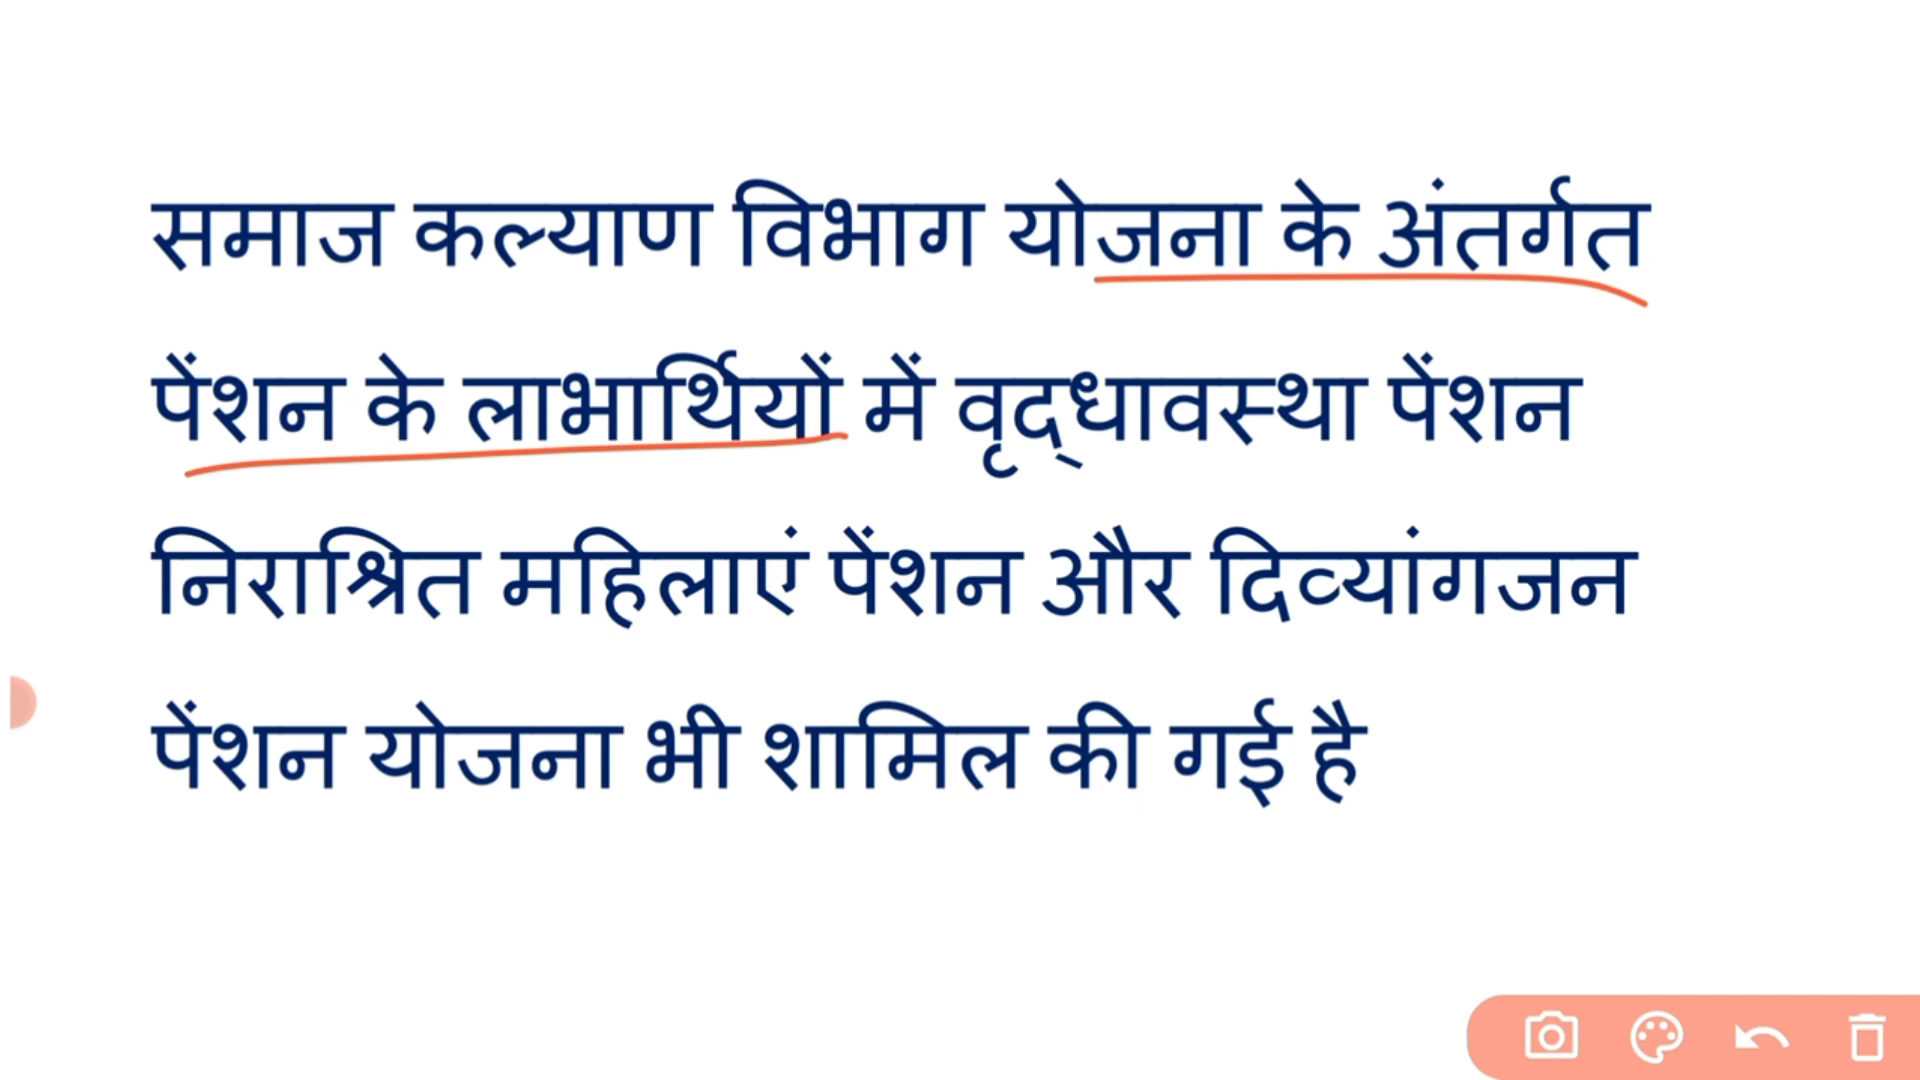 समाज कल्याण विभाग योजना के अंतर्गत
पेंशन के लाभार्थियों में वृद्‌धावस्था पेंशन
निराश्रित महिलाएं पेंशन और दिव्यांगजन
पेंशन योजना भी शामिल की गई है